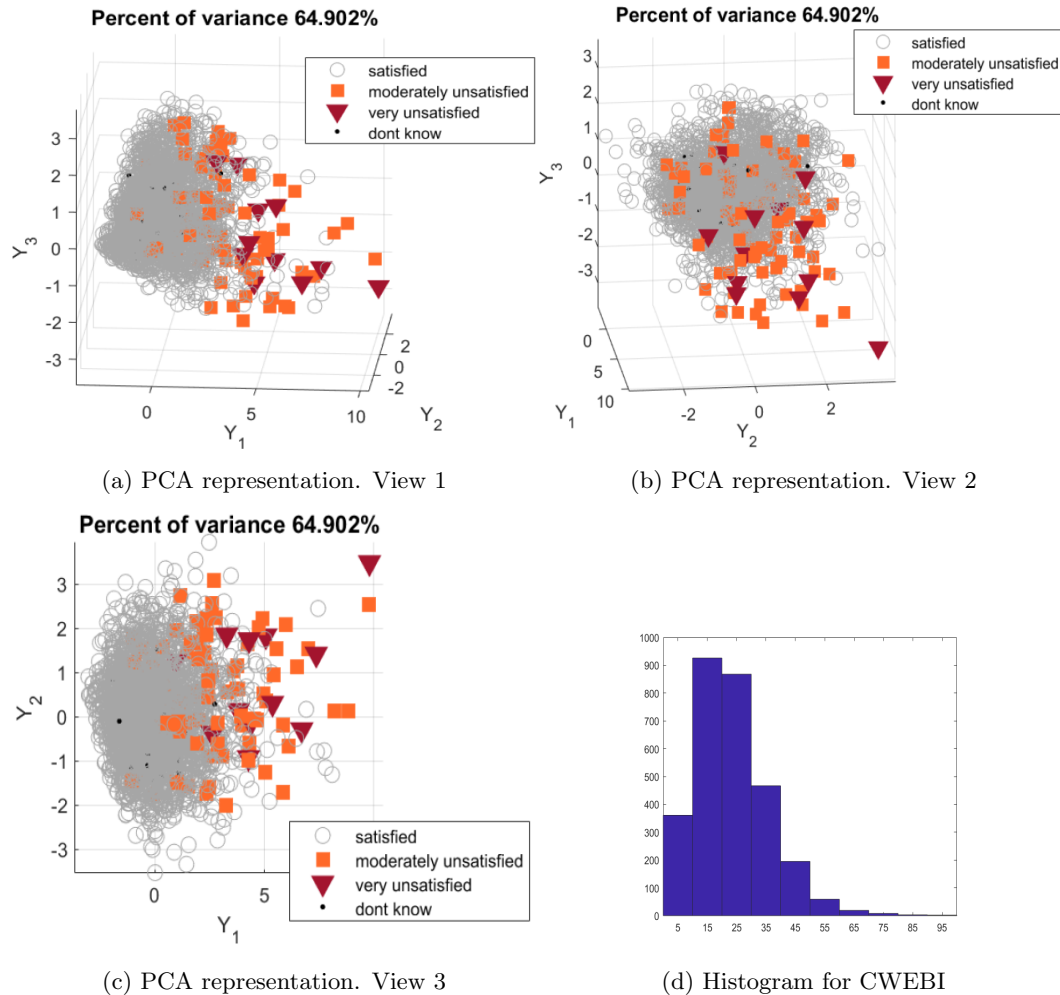 Percent of variance 64.902%
satisfied
moderately unsatisfied
very unsatisfied
dont know
3
2
1
0
-1
-2
-3
Y3
0
5
10
Y1
2
0
-2
Y2
(a) PCA representation. View 1
Percent of variance 64.902%
satisfied
moderately unsatisfied
very unsatisfied
dont know
3
2
1
0
-1
-2
-3
Y3
0
5
10
Y1
-2
0
2
Y2
(b) PCA representation. View 2
Percent of variance 64.902%
3
2
1
0
-1
-2
-3
Y2
0
5
Y1
satisfied
moderately unsatisfied
very unsatisfied
dont know
(c) PCA representation. View 3
1000
900
800
700
600
500
400
300
200
100
0
5 15 25 35 45 55 65 75 85 95
(d) Histogram for CWEBI